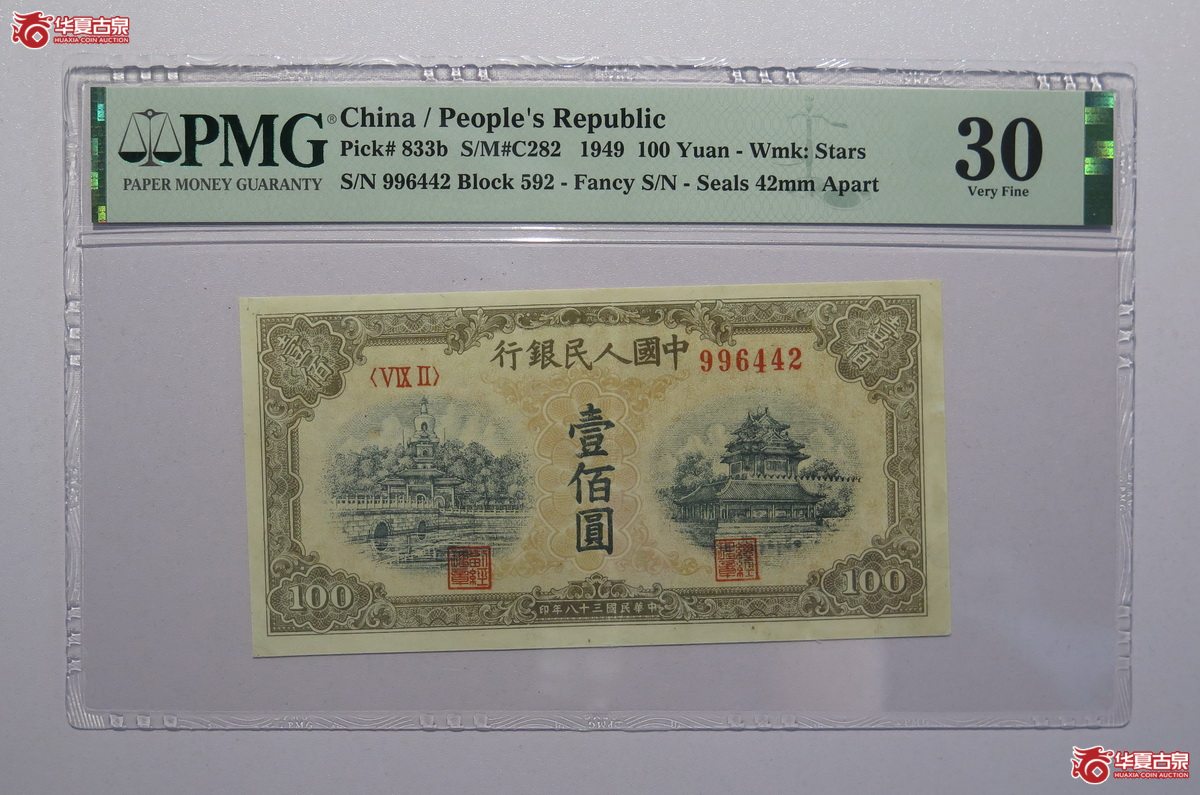 华夏古泉
HUAXIA COIN AUCTION
PMG®
PAPER MONEY GUARANTY
China / People's Republic
Pick# 833b S/M#C282 1949 100 Yuan - Wmk: Stars
S/N 996442 Block 592 - Fancy S/N - Seals 42mm Apart
30
Very Fine
壹佰
行銀民人國中
996442
壹佰
〈VIX II〉
壹佰圓
100
印年八十三國民華中
100
华夏古泉
HUAXIA COIN AUCTION